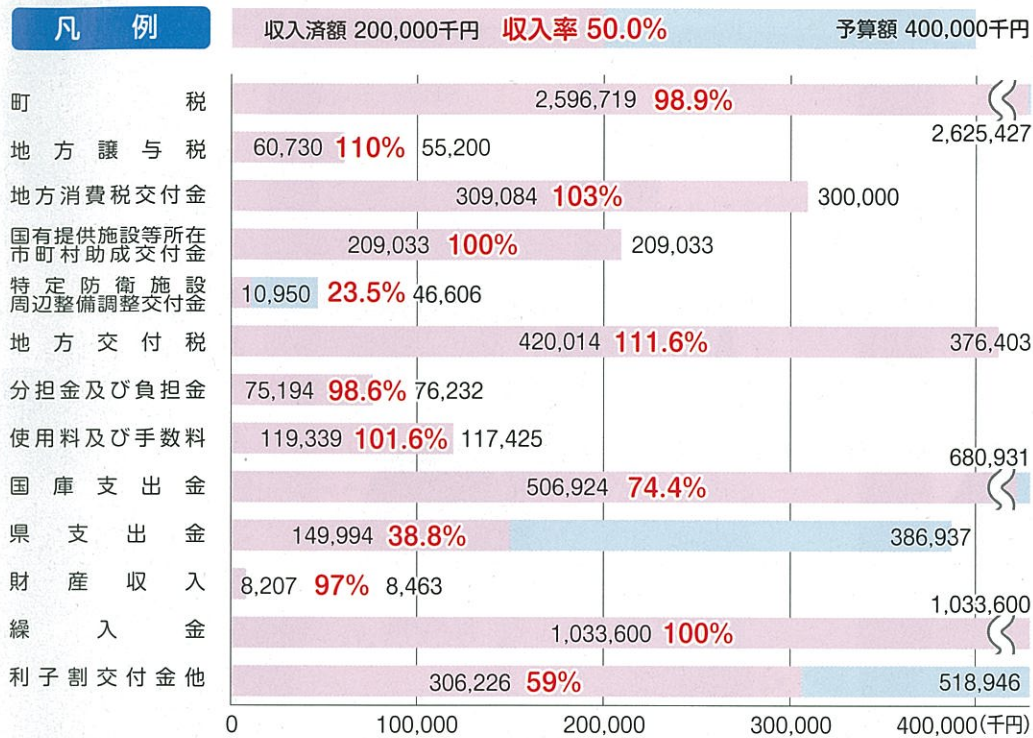 凡例 収入済額 200,000千円 収入率 50.0% 予算額 400,000千円
町税 2,596,719 98.9% 2,625,427
地方譲与税 60,730 110% 55,200
地方消費税交付金 309,084 103% 300,000
国有提供施設等所在
市町村助成交付金 209,033 100% 209,033
特定防衛施設
周辺整備調整交付金 10,950 23.5% 46,606
地方交付税 420,014 111.6% 376,403
分担金及び負担金 75,194 98.6% 76,232
使用料及び手数料 119,339 101.6% 117,425
国庫支出金 506,924 74.4% 680,931
県支出金 149,994 38.8% 386,937
財産収入 8,207 97% 8,463
繰入金 1,033,600 100% 1,033,600
利子割交付金他 306,226 59% 518,946
0 100,000 200,000 300,000 400,000(千円)